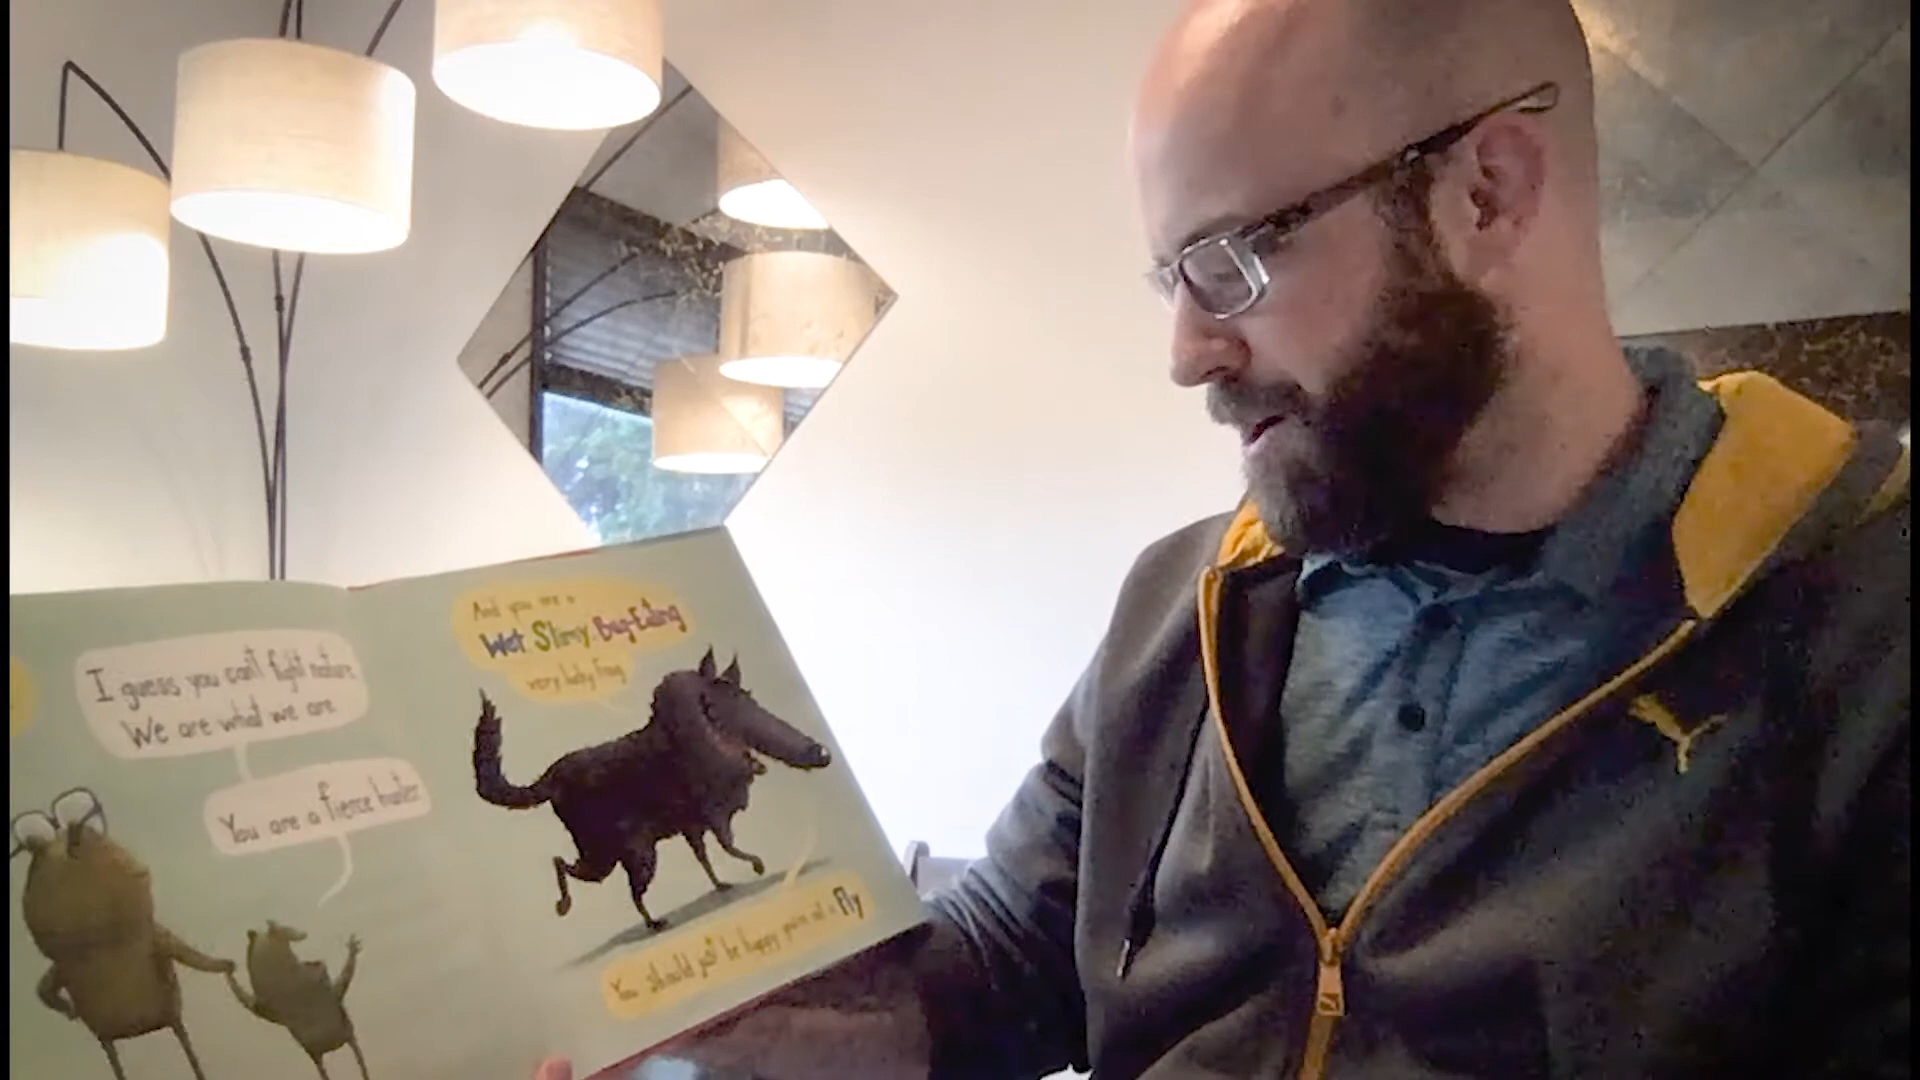 I guess you can't fight nature.
We are what we are
You are a fierce hunter
And you are a
Wet Slimy Bug-Eating
very baby frog
You should just be happy you're not a Fly